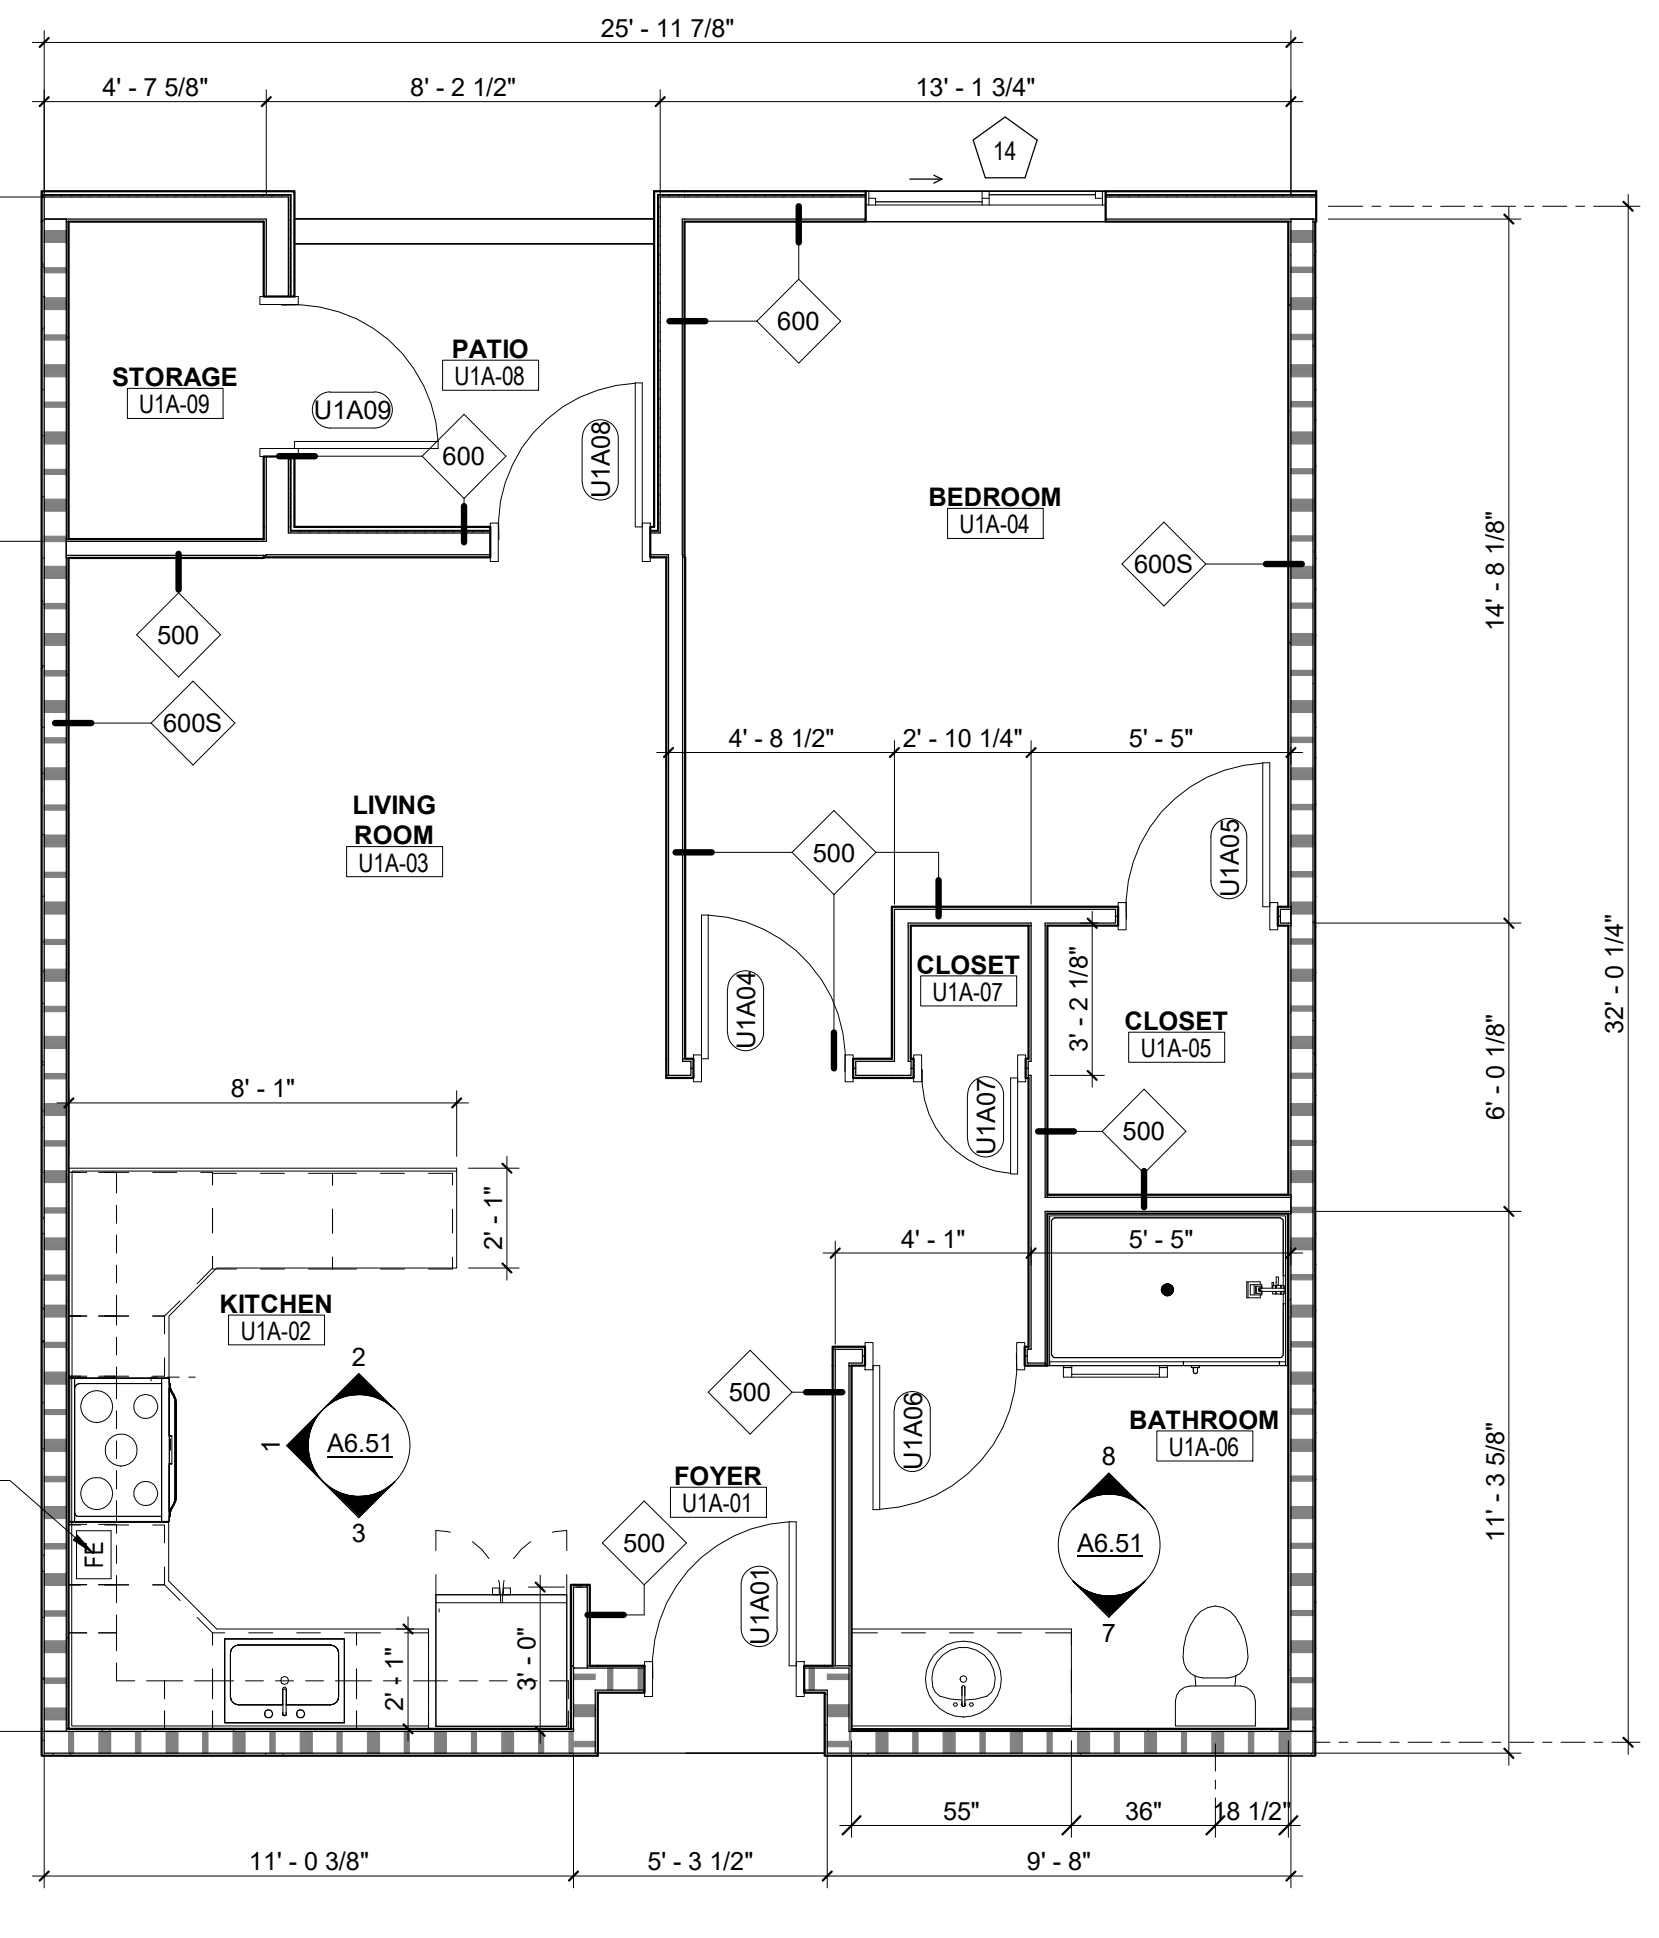 25' - 11 7/8"
4' - 7 5/8"
8' - 2 1/2"
13' - 1 3/4"
14
600
PATIO
U1A-08
STORAGE
U1A-09
U1A09
600
U1A08
BEDROOM
U1A-04
600S
14' - 8 1/8"
500
600S
4' - 8 1/2"
2' - 10 1/4"
5' - 5"
LIVING
ROOM
U1A-03
500
U1A05
32' - 0 1/4"
CLOSET
U1A-07
U1A04
3' - 2 1/8"
CLOSET
U1A-05
6' - 0 1/8"
8' - 1"
U1A07
500
2' - 1"
4' - 1"
5' - 5"
KITCHEN
U1A-02
2
1
A6.51
3
500
U1A06
BATHROOM
U1A-06
8
A6.51
7
11' - 3 5/8"
FOYER
U1A-01
500
FE
U1A01
2' - 1"
3' - 0"
55"
36"
18 1/2"
11' - 0 3/8"
5' - 3 1/2"
9' - 8"